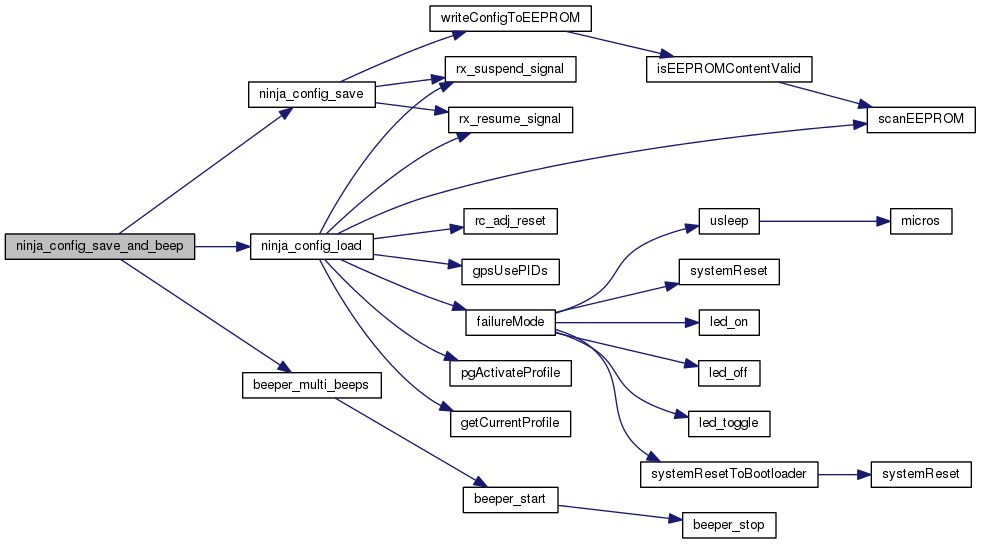 writeConfigToEEPROM
rx_suspend_signal
isEEPROMContentValid
ninja_config_save
rx_resume_signal
scanEEPROM
rc_adj_reset
usleep
micros
ninja_config_save_and_beep
ninja_config_load
gpsUsePIDs
systemReset
failureMode
led_on
pgActivateProfile
led_off
beeper_multi_beeps
getCurrentProfile
led_toggle
systemResetToBootloader
systemReset
beeper_start
beeper_stop